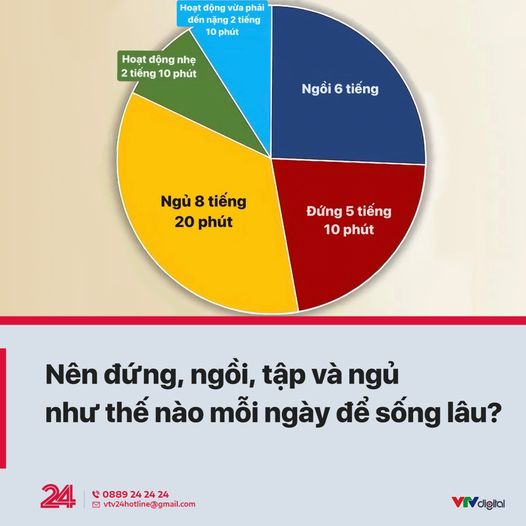 Hoạt động vừa phải
đến nặng 2 tiếng
10 phút
Hoạt động nhẹ
2 tiếng 10 phút
Ngồi 6 tiếng
Ngủ 8 tiếng
20 phút
Đứng 5 tiếng
10 phút
Nên đứng, ngồi, tập và ngủ
như thế nào mỗi ngày để sống lâu?
24
0889 24 24 24
vtv24hotline@gmail.com
VTV digital